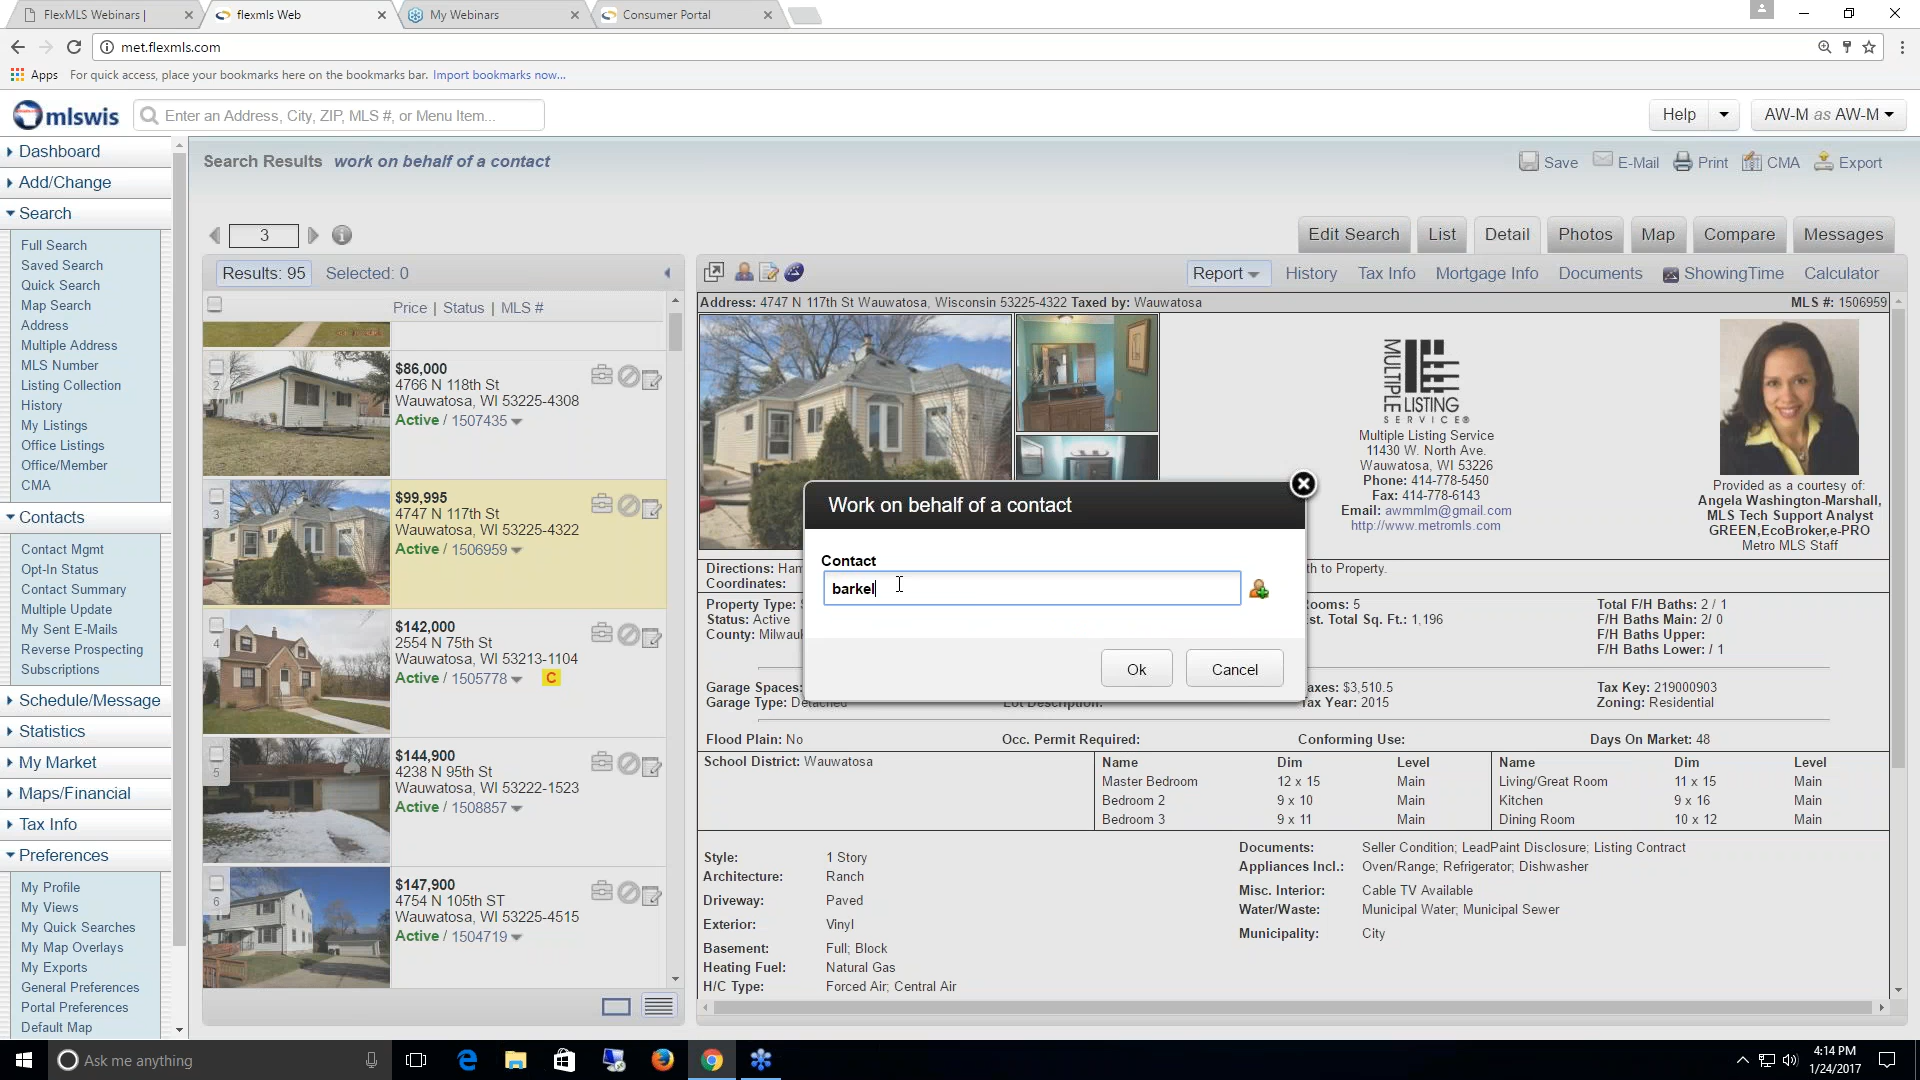 FlexMLS Webinars |
flexmls Web
My Webinars
Consumer Portal
met.flexmls.com
Apps
For quick access, place your bookmarks here on the bookmarks bar. Import bookmarks now...
mlswis
Enter an Address, City, ZIP, MLS #, or Menu Item...
Help
AW-M as AW-M
Dashboard
Add/Change
Search
Full Search
Saved Search
Quick Search
Map Search
Address
Multiple Address
MLS Number
Listing Collection
History
My Listings
Office Listings
Office/Member
CMA
Contacts
Contact Mgmt
Opt-In Status
Contact Summary
Multiple Update
My Sent E-Mails
Reverse Prospecting
Subscriptions
Schedule/Message
Statistics
My Market
Maps/Financial
Tax Info
Preferences
My Profile
My Views
My Quick Searches
My Map Overlays
My Exports
General Preferences
Portal Preferences
Default Map
Search Results work on behalf of a contact
Save
E-Mail
Print
CMA
Export
3
Edit Search
List
Detail
Photos
Map
Compare
Messages
Results: 95
Selected: 0
Report
History
Tax Info
Mortgage Info
Documents
ShowingTime
Calculator
Price | Status | MLS #
2
$86,000
4766 N 118th St
Wauwatosa, WI 53225-4308
Active / 1507435
3
$99,995
4747 N 117th St
Wauwatosa, WI 53225-4322
Active / 1506959
4
$142,000
2554 N 75th St
Wauwatosa, WI 53213-1104
Active / 1505778
C
5
$144,900
4238 N 95th St
Wauwatosa, WI 53222-1523
Active / 1508857
6
$147,900
4754 N 105th ST
Wauwatosa, WI 53225-4515
Active / 1504719
Address: 4747 N 117th St Wauwatosa, Wisconsin 53225-4322 Taxed by: Wauwatosa
MLS #: 1506959
MULTIPLE
LISTING
SERVICE®
Multiple Listing Service
11430 W. North Ave.
Wauwatosa, WI 53226
Phone: 414-778-5450
Fax: 414-778-6143
Email: awmmlm@gmail.com
http://www.metromls.com
Provided as a courtesy of:
Angela Washington-Marshall,
MLS Tech Support Analyst
GREEN,EcoBroker,e-PRO
Metro MLS Staff
Work on behalf of a contact
Contact
barkel
Ok
Cancel
Directions: Ham
th to Property.
Coordinates:
Property Type: S
Status: Active
County: Milwauk
ooms: 5
st. Total Sq. Ft.: 1,196
Total F/H Baths: 2 / 1
F/H Baths Main: 2/ 0
F/H Baths Upper:
F/H Baths Lower: / 1
Garage Spaces:
Garage Type: Detached
Lot Description:
axes: $3,510.5
Tax Year: 2015
Tax Key: 219000903
Zoning: Residential
Flood Plain: No
Occ. Permit Required:
Conforming Use:
Days On Market: 48
School District: Wauwatosa
Name Dim Level
Master Bedroom 12 x 15 Main
Bedroom 2 9 x 10 Main
Bedroom 3 9 x 11 Main
Name Dim Level
Living/Great Room 11 x 15 Main
Kitchen 9 x 16 Main
Dining Room 10 x 12 Main
Style: 1 Story
Architecture: Ranch
Driveway: Paved
Exterior: Vinyl
Basement: Full; Block
Heating Fuel: Natural Gas
H/C Type: Forced Air; Central Air
Documents: Seller Condition; LeadPaint Disclosure; Listing Contract
Appliances Incl.: Oven/Range; Refrigerator; Dishwasher
Misc. Interior: Cable TV Available
Water/Waste: Municipal Water; Municipal Sewer
Municipality: City
Ask me anything
4:14 PM
1/24/2017